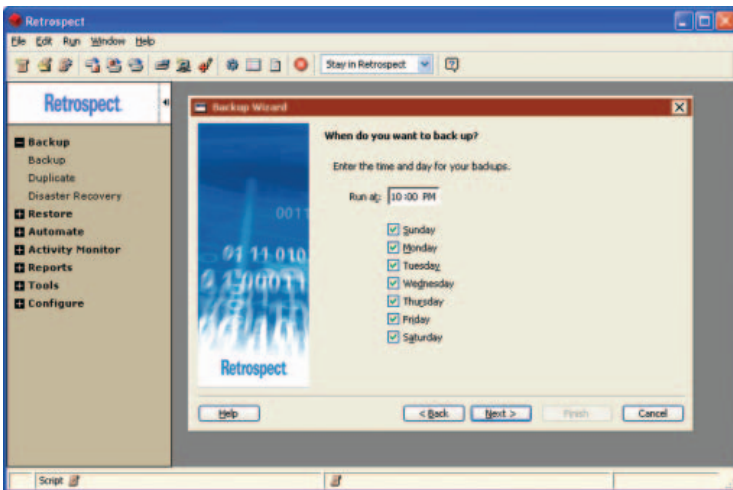 Retrospect
File Edit Run Window Help
Stay in Retrospect
Retrospect
Backup
Backup
Duplicate
Disaster Recovery
Restore
Automate
Activity Monitor
Reports
Tools
Configure
Backup Wizard
When do you want to back up?
Enter the time and day for your backups.
Run at: 10:00 PM
Sunday
Monday
Tuesday
Wednesday
Thursday
Friday
Saturday
0011
01 11 010
0 1 00011
Retrospect
Help
< Back
Next >
Finish
Cancel
Script